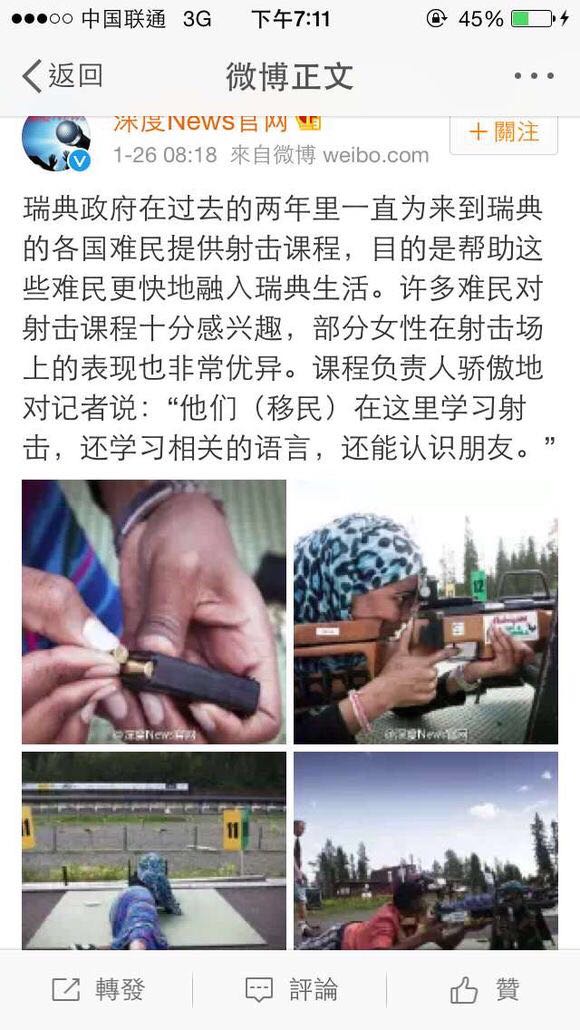 中国联通 3G 下午7:11 45%
返回 微博正文
深度News官网
+ 關注
1-26 08:18 來自微博 weibo.com
瑞典政府在过去的两年里一直为来到瑞典
的各国难民提供射击课程，目的是帮助这
些难民更快地融入瑞典生活。许多难民对
射击课程十分感兴趣，部分女性在射击场
上的表现也非常优异。课程负责人骄傲地
对记者说：“他们（移民）在这里学习射
击，还学习相关的语言，还能认识朋友。”
@深度News官网
12
@深度News官网
11
11
轉發 評論 贊